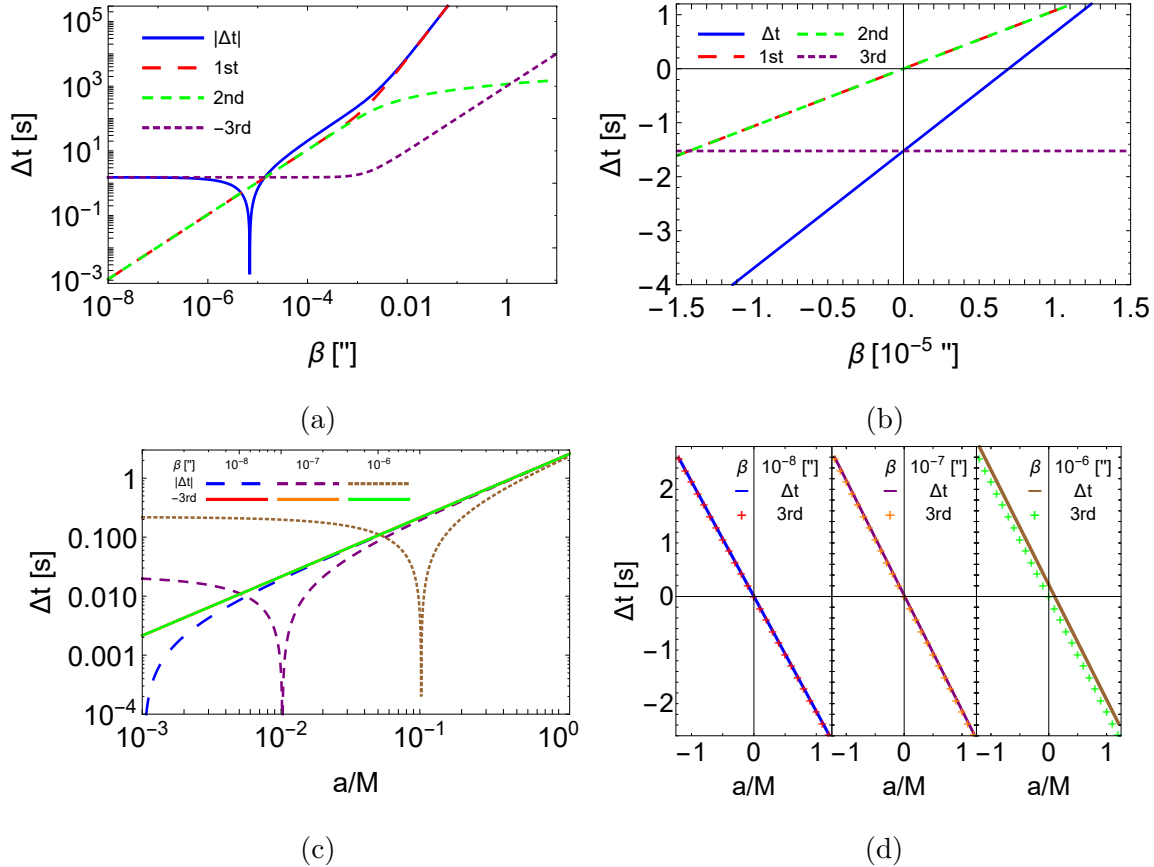 10^5
10^3
10^1
10^-1
10^-3
Δt [s]
|Δt|
1st
2nd
−3rd
10^-8 10^-6 10^-4 0.01 1
β ["]
(a)
1
0
−1
−2
−3
−4
Δt [s]
Δt 2nd
1st 3rd
−1.5 −1. −0.5 0. 0.5 1. 1.5
β [10^-5 "]
(b)
β ["] 10^-8 10^-7 10^-6
|Δt|
−3rd
1
0.100
0.010
0.001
10^-4
Δt [s]
10^-3 10^-2 10^-1 10^0
a/M
(c)
2
1
0
−1
−2
Δt [s]
β 10^-8 ["] β 10^-7 ["] β 10^-6 ["]
Δt Δt Δt
3rd 3rd 3rd
−1 0 1 −1 0 1 −1 0 1
a/M a/M a/M
(d)